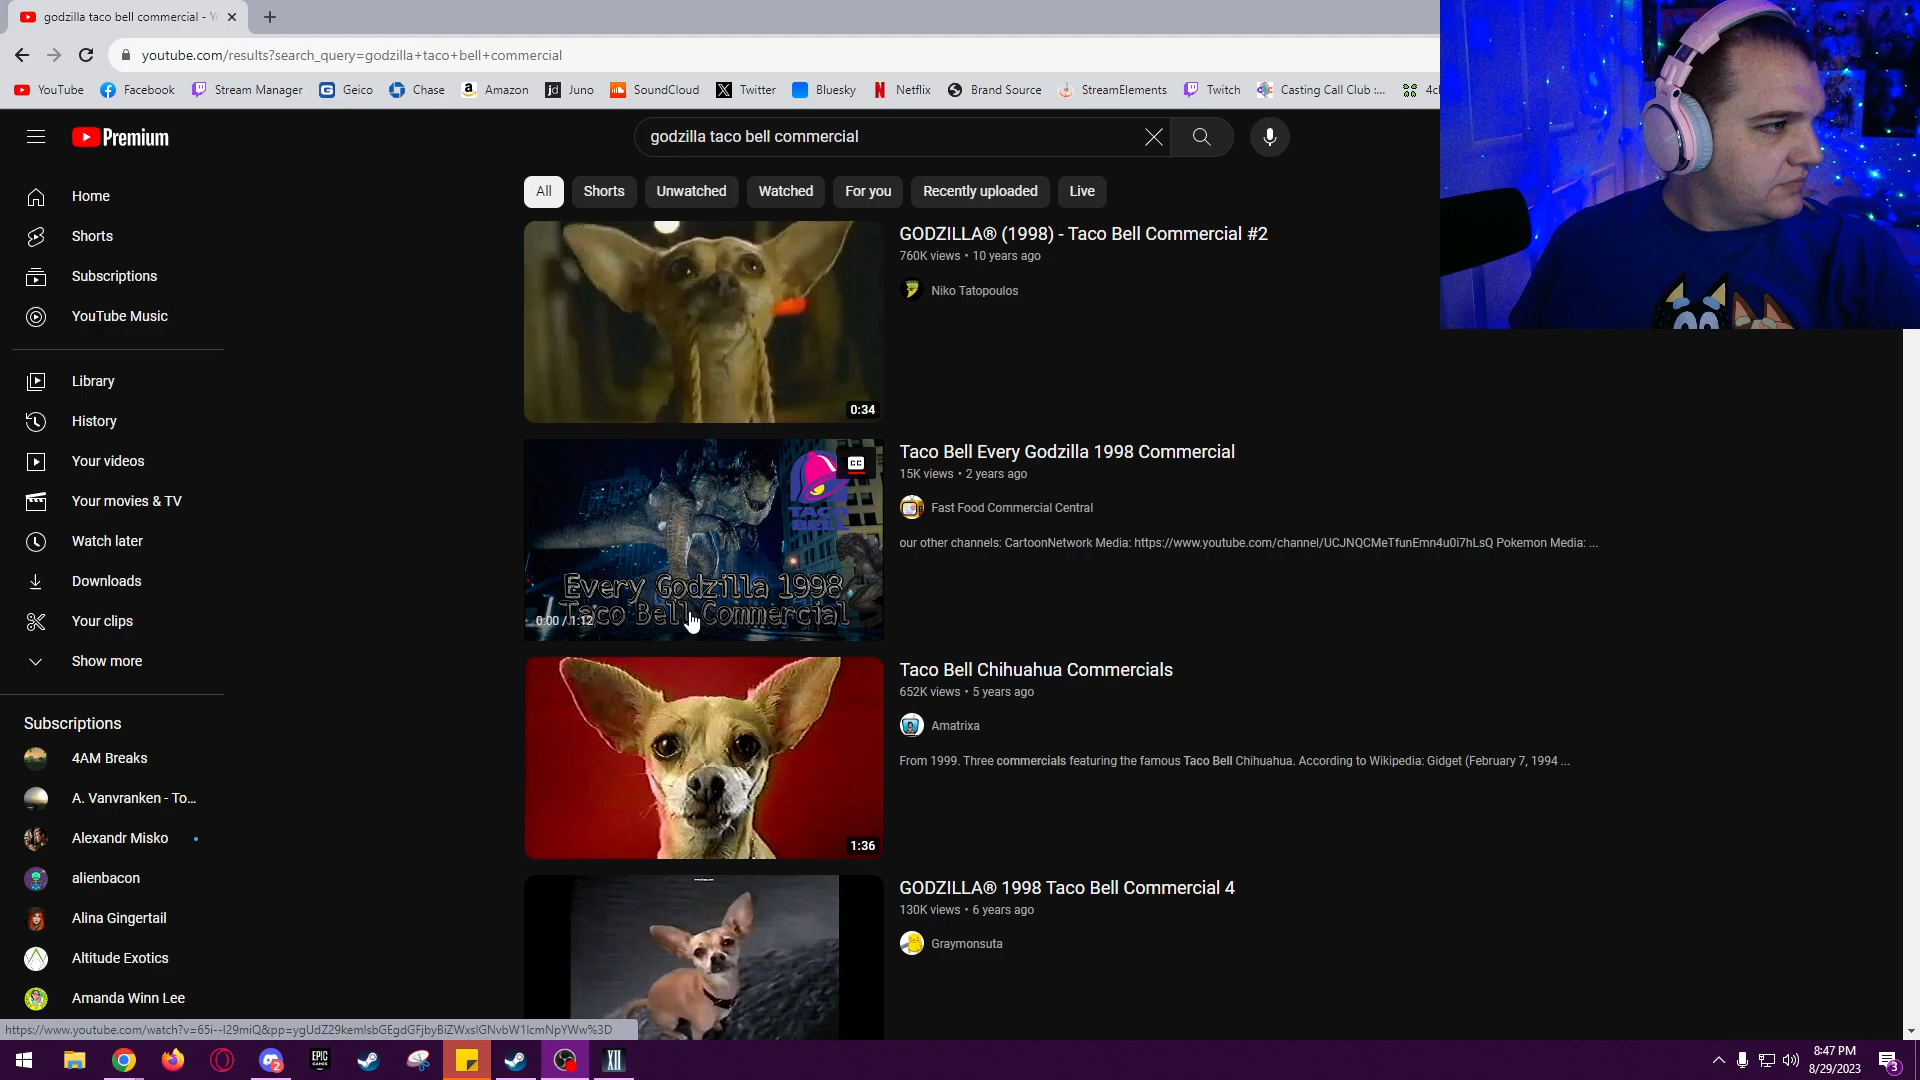 godzilla taco bell commercial - Yo
youtube.com/results?search_query=godzilla+taco+bell+commercial
YouTube Facebook Stream Manager Geico Chase Amazon Juno SoundCloud Twitter Bluesky Netflix Brand Source StreamElements Twitch Casting Call Club :...
Premium
godzilla taco bell commercial
All Shorts Unwatched Watched For you Recently uploaded Live
Home
Shorts
Subscriptions
YouTube Music
Library
History
Your videos
Your movies & TV
Watch later
Downloads
Your clips
Show more
Subscriptions
4AM Breaks
A. Vanvranken - To...
Alexandr Misko
alienbacon
Alina Gingertail
Altitude Exotics
Amanda Winn Lee
GODZILLA® (1998) - Taco Bell Commercial #2
760K views • 10 years ago
Niko Tatopoulos
0:34
CC
TACO
BELL
Every Godzilla 1998
Taco Bell Commercial
0:00 / 1:12
Taco Bell Every Godzilla 1998 Commercial
15K views • 2 years ago
Fast Food Commercial Central
our other channels: CartoonNetwork Media: https://www.youtube.com/channel/UCJNQCMeTfunEmn4u0i7hLsQ Pokemon Media: ...
Taco Bell Chihuahua Commercials
652K views • 5 years ago
Amatrixa
From 1999. Three commercials featuring the famous Taco Bell Chihuahua. According to Wikipedia: Gidget (February 7, 1994 ...
1:36
GODZILLA® 1998 Taco Bell Commercial 4
130K views • 6 years ago
Graymonsuta
EPIC
GAMES
XII
2
8:47 PM
8/29/2023
3